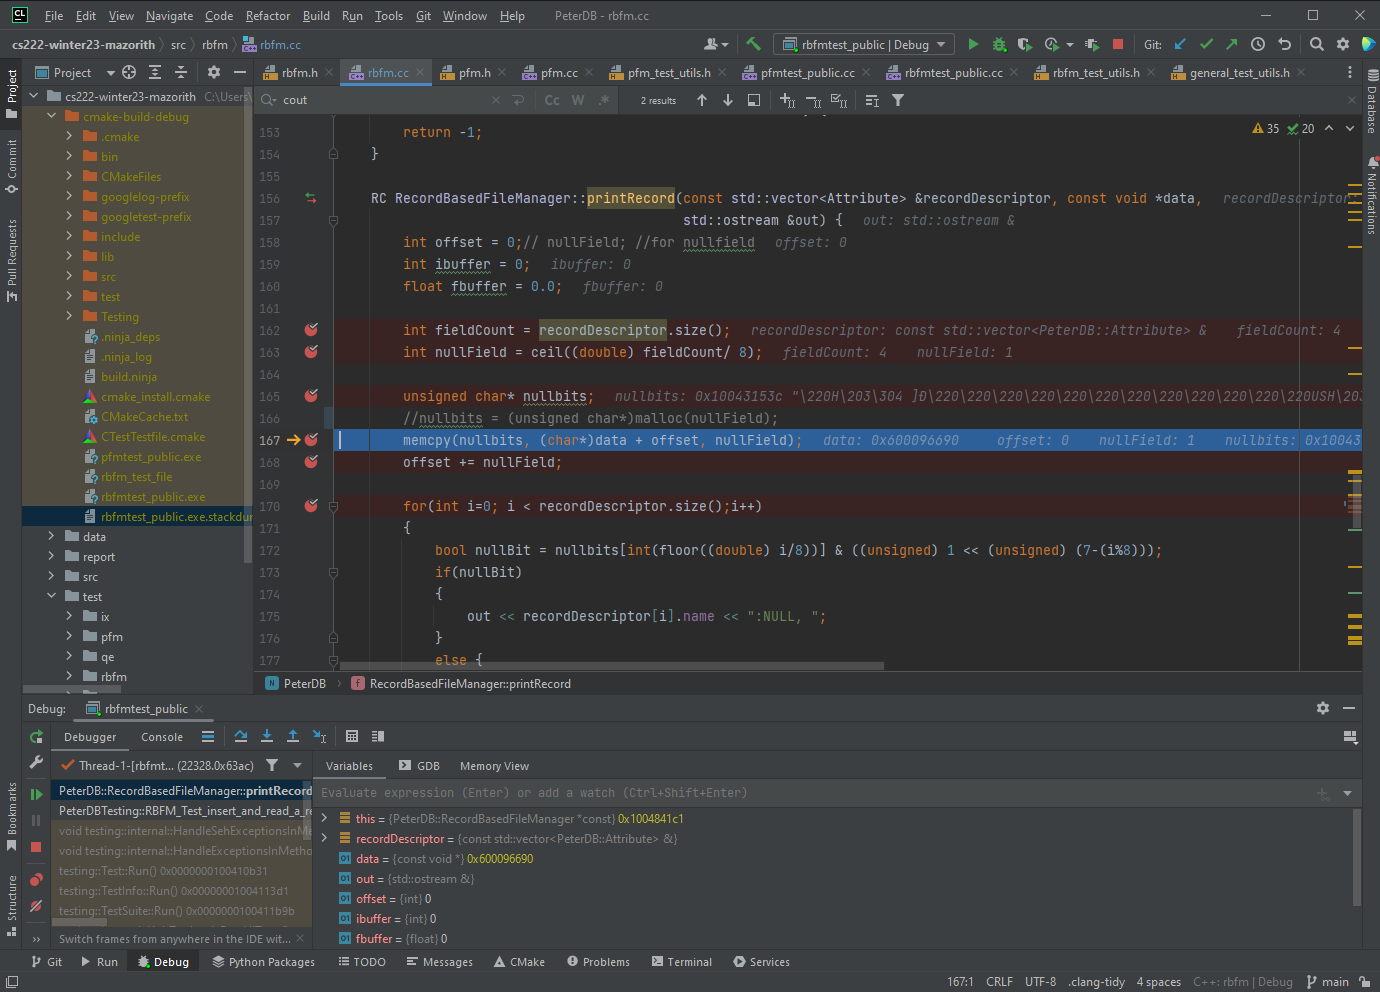 CL File Edit View Navigate Code Refactor Build Run Tools Git Window Help PeterDB - rbfm.cc
cs222-winter23-mazorith src rbfm rbfm.cc rbfmtest_public | Debug Git:
Project rbfm.h rbfm.cc pfm.h pfm.cc pfm_test_utils.h pfmtest_public.cc rbfmtest_public.cc rbfm_test_utils.h general_test_utils.h
cout Cc W .* 2 results
Project
Commit
Pull Requests
Bookmarks
Structure
Database
Notifications
cs222-winter23-mazorith C:\Users\
cmake-build-debug
.cmake
bin
CMakeFiles
googlelog-prefix
googletest-prefix
include
lib
src
test
Testing
.ninja_deps
.ninja_log
build.ninja
cmake_install.cmake
CMakeCache.txt
CTestTestfile.cmake
pfmtest_public.exe
rbfm_test_file
rbfmtest_public.exe
rbfmtest_public.exe.stackdur
data
report
src
test
ix
pfm
qe
rbfm
35 20
153 return -1;
154 }
155
156 RC RecordBasedFileManager::printRecord(const std::vector<Attribute> &recordDescriptor, const void *data, recordDescriptor:
157 std::ostream &out) { out: std::ostream &
158 int offset = 0;// nullField; //for nullfield offset: 0
159 int ibuffer = 0; ibuffer: 0
160 float fbuffer = 0.0; fbuffer: 0
161
162 int fieldCount = recordDescriptor.size(); recordDescriptor: const std::vector<PeterDB::Attribute> & fieldCount: 4
163 int nullField = ceil((double) fieldCount/ 8); fieldCount: 4 nullField: 1
164
165 unsigned char* nullbits; nullbits: 0x10043153c "\220H\203\304 ]Ð\220\220\220\220\220\220\220\220\220\220\220USH\203
166 //nullbits = (unsigned char*)malloc(nullField);
167 memcpy(nullbits, (char*)data + offset, nullField); data: 0x600096690 offset: 0 nullField: 1 nullbits: 0x10043
168 offset += nullField;
169
170 for(int i=0; i < recordDescriptor.size();i++)
171 {
172 bool nullBit = nullbits[int(floor((double) i/8))] & ((unsigned) 1 << (unsigned) (7-(i%8)));
173 if(nullBit)
174 {
175 out << recordDescriptor[i].name << ":NULL, ";
176 }
177 else {
PeterDB RecordBasedFileManager::printRecord
Debug: rbfmtest_public
Debugger Console
Thread-1-[rbfmt... (22328.0x63ac)
PeterDB::RecordBasedFileManager::printRecord
PeterDBTesting::RBFM_Test_insert_and_read_a_re
void testing::internal::HandleSehExceptionsInMe
void testing::internal::HandleExceptionsInMetho
testing::Test::Run() 0x0000000100410b31
testing::TestInfo::Run() 0x00000001004113d1
testing::TestSuite::Run() 0x0000000100411b9b
Switch frames from anywhere in the IDE wit...
Variables GDB Memory View
Evaluate expression (Enter) or add a watch (Ctrl+Shift+Enter)
this = {PeterDB::RecordBasedFileManager *const} 0x1004841c1
recordDescriptor = {const std::vector<PeterDB::Attribute> &}
data = {const void *} 0x600096690
out = {std::ostream &}
offset = {int} 0
ibuffer = {int} 0
fbuffer = {float} 0
Git Run Debug Python Packages TODO Messages CMake Problems Terminal Services
167:1 CRLF UTF-8 .clang-tidy 4 spaces C++: rbfm | Debug main